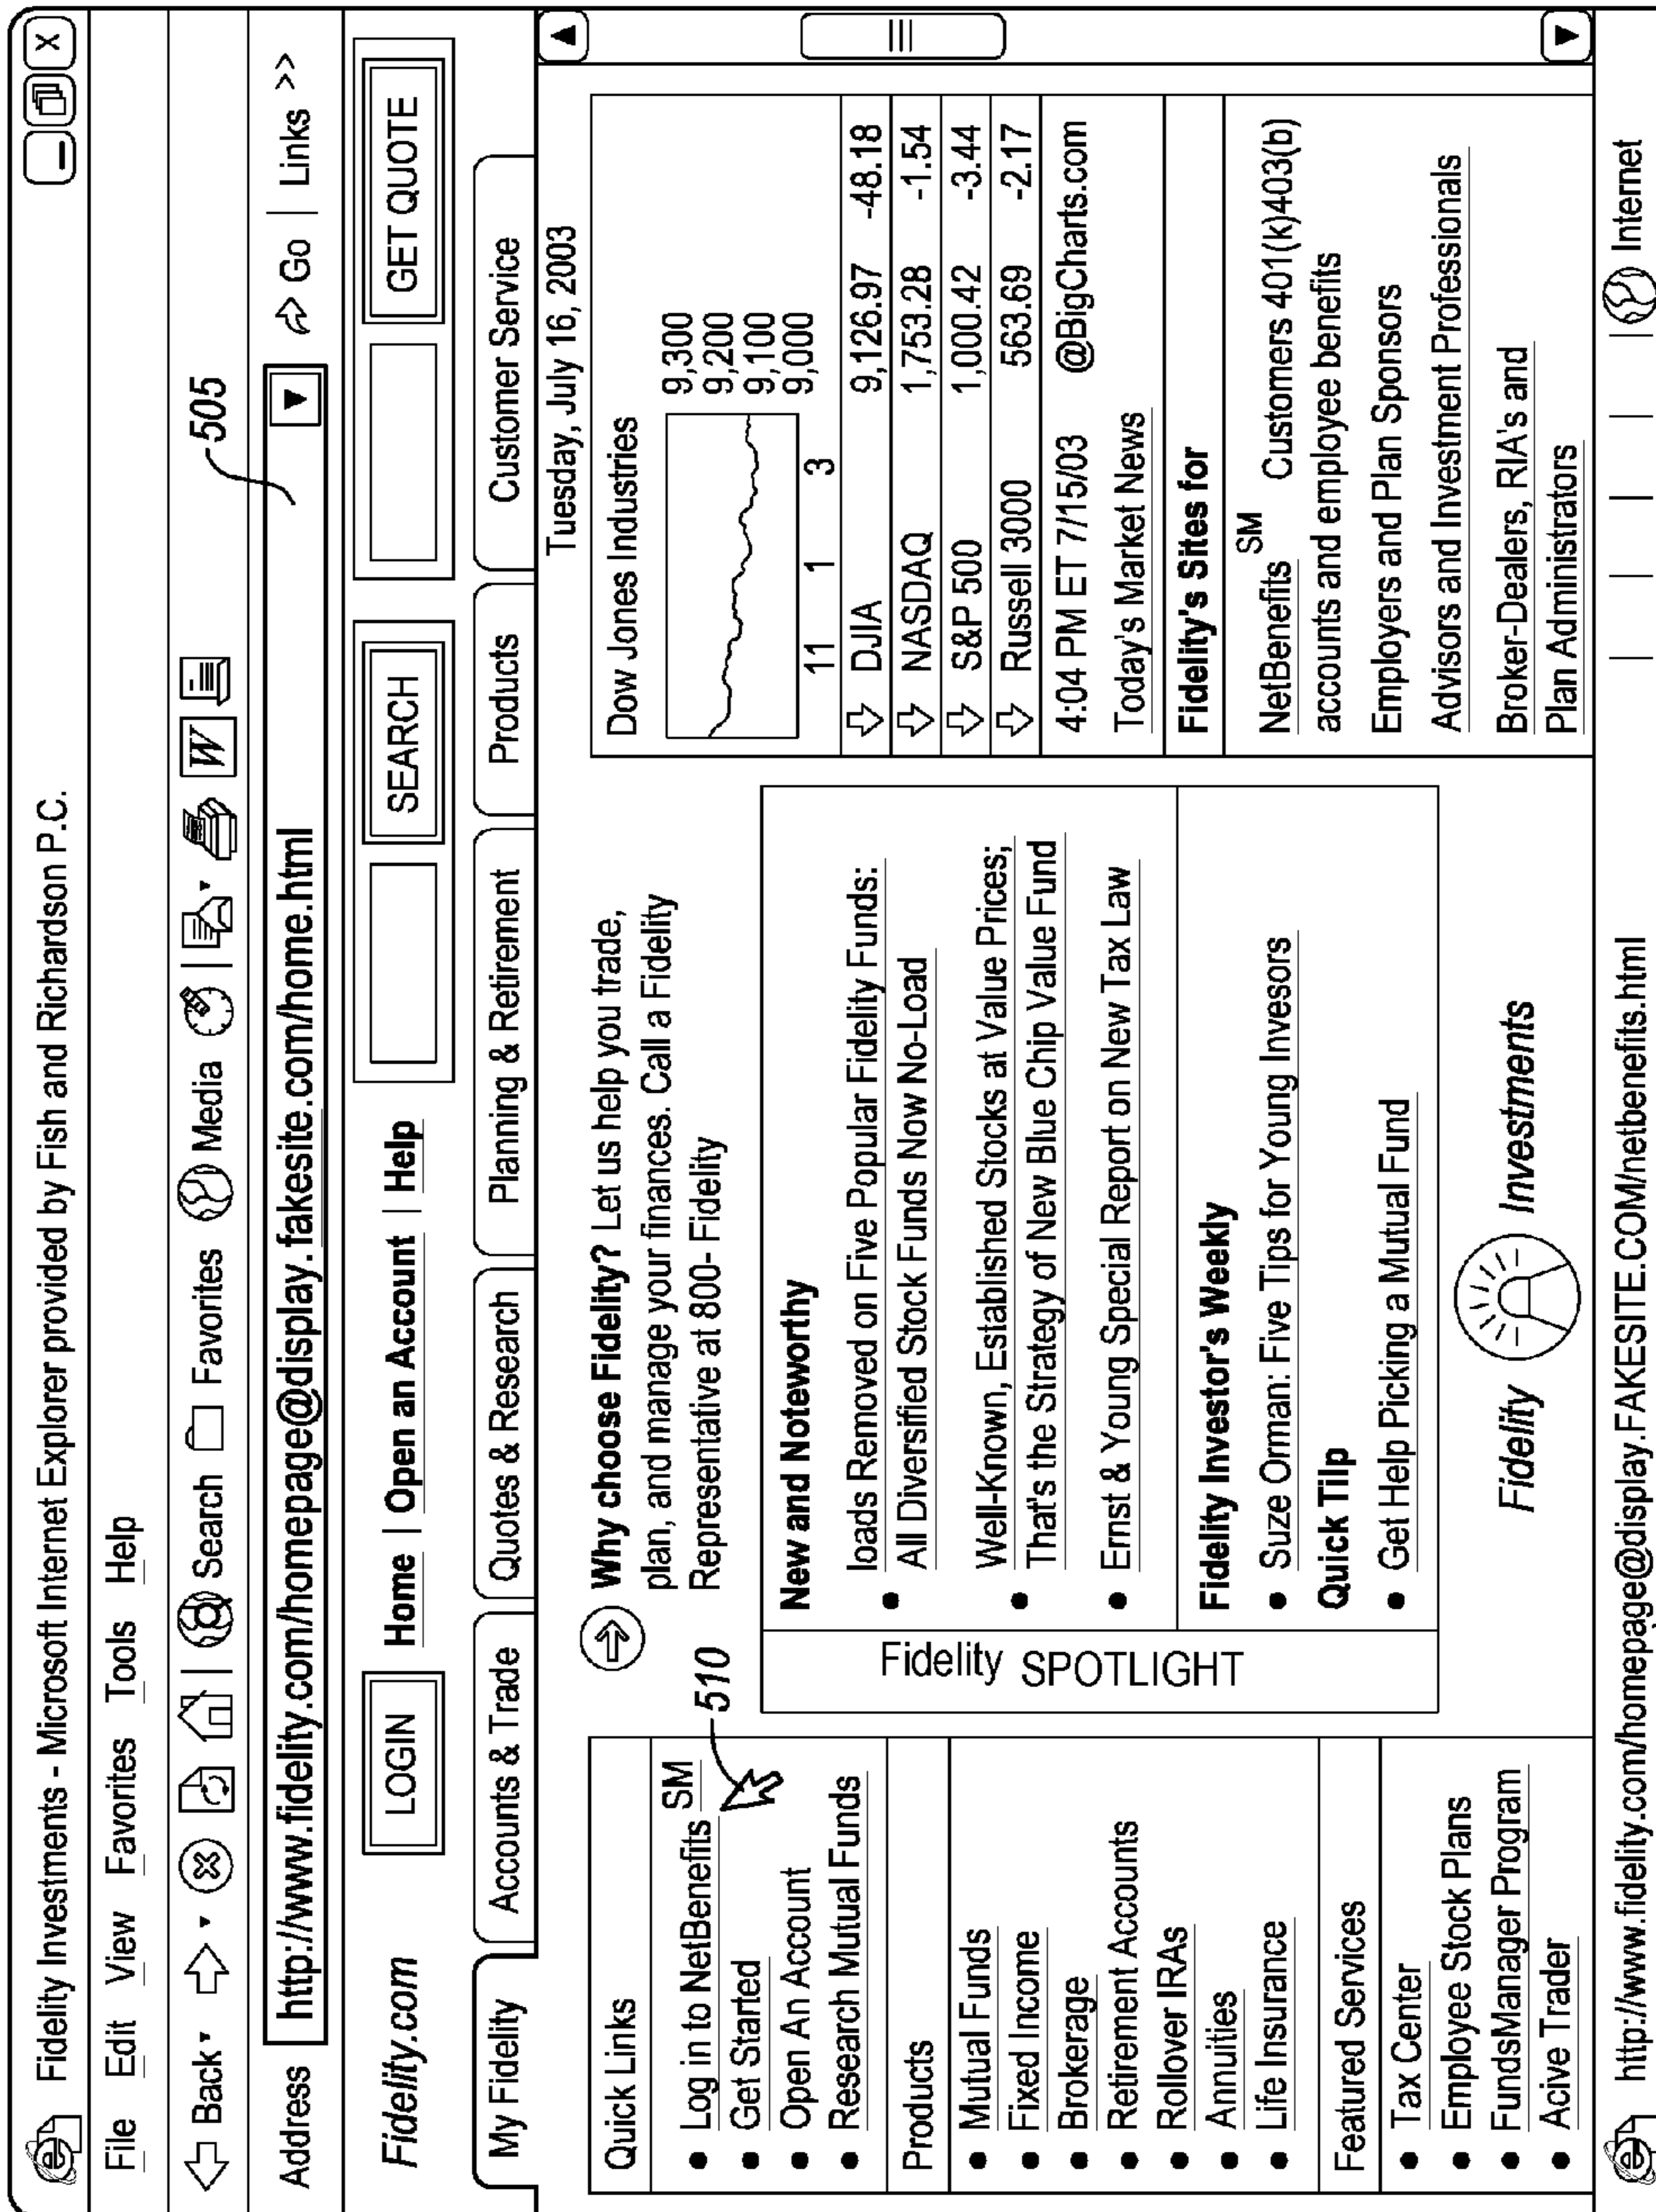 Fidelity Investments - Microsoft Internet Explorer provided by Fish and Richardson P.C.
X
File Edit View Favorites Tools Help
Back Search Favorites Media W
505
Address http://www.fidelity.com/homepage@display.fakesite.com/home.html Go Links >>
Fidelity.com LOGIN Home | Open an Account | Help SEARCH GET QUOTE
My Fidelity Accounts & Trade Quotes & Research Planning & Retirement Products Customer Service
Tuesday, July 16, 2003
Quick Links
• Log in to NetBenefits SM
• Get Started
• Open An Account
• Research Mutual Funds
510
Products
• Mutual Funds
• Fixed Income
• Brokerage
• Retirement Accounts
• Rollover IRAs
• Annuities
• Life Insurance
Featured Services
• Tax Center
• Employee Stock Plans
• FundsManager Program
• Acive Trader
Why choose Fidelity? Let us help you trade,
plan, and manage your finances. Call a Fidelity
Representative at 800- Fidelity
Fidelity SPOTLIGHT
New and Noteworthy
loads Removed on Five Popular Fidelity Funds:
• All Diversified Stock Funds Now No-Load
Well-Known, Established Stocks at Value Prices;
• That's the Strategy of New Blue Chip Value Fund
• Ernst & Young Special Report on New Tax Law
Fidelity Investor's Weekly
• Suze Orman: Five Tips for Young Invesors
Quick Tilp
• Get Help Picking a Mutual Fund
Fidelity Investments
Dow Jones Industries
9,300
9,200
9,100
9,000
11 1 3
DJIA 9,126.97 -48.18
NASDAQ 1,753.28 -1.54
S&P 500 1,000.42 -3.44
Russell 3000 563.69 -2.17
4:04 PM ET 7/15/03 @BigCharts.com
Today's Market News
Fidelity's Sites for
NetBenefits SM Customers 401(k)403(b)
accounts and employee benefits
Employers and Plan Sponsors
Advisors and Investment Professionals
Broker-Dealers, RIA's and
Plan Administrators
http://www.fidelity.com/homepage@display.FAKESITE.COM/netbenefits.html Internet